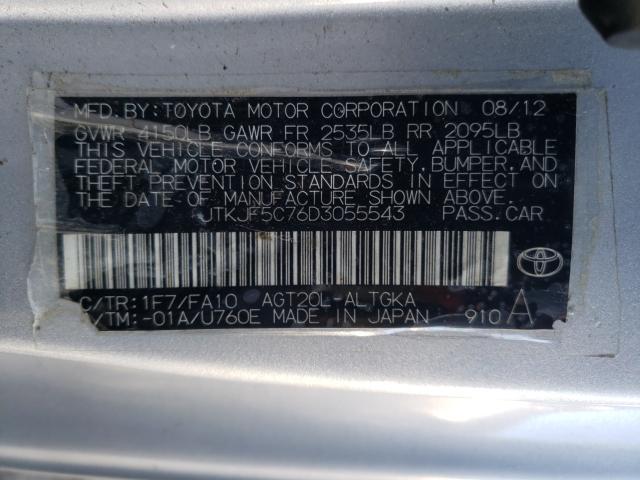 MFD. BY: TOYOTA MOTOR CORPORATION 08/12
GVWR 4150LB GAWR FR 2535LB RR 2095LB
THIS VEHICLE CONFORMS TO ALL APPLICABLE
FEDERAL MOTOR VEHICLE SAFETY, BUMPER, AND
THEFT PREVENTION STANDARDS IN EFFECT ON
THE DATE OF MANUFACTURE SHOWN ABOVE.
JTKJF5C76D3055543 PASS. CAR
C/TR: 1F7/FA10 AGT20L-ALTGKA
/TM: -01A/U760E MADE IN JAPAN 910 A